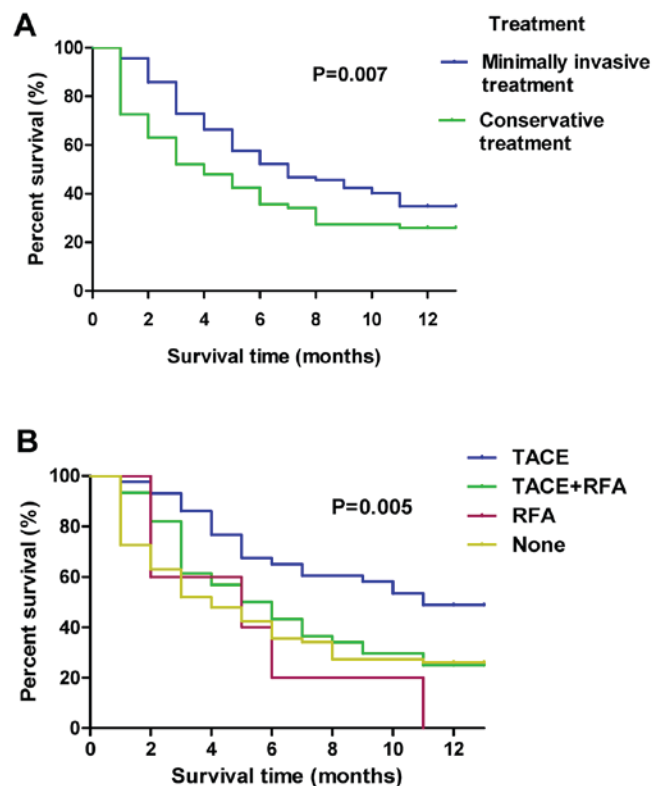 A
Treatment
Minimally invasive
treatment
Conservative
treatment
P=0.007
Percent survival (%)
100
80
60
40
20
0
0 2 4 6 8 10 12
Survival time (months)
B
TACE
TACE+RFA
RFA
None
P=0.005
Percent survival (%)
100
80
60
40
20
0
0 2 4 6 8 10 12
Survival time (months)